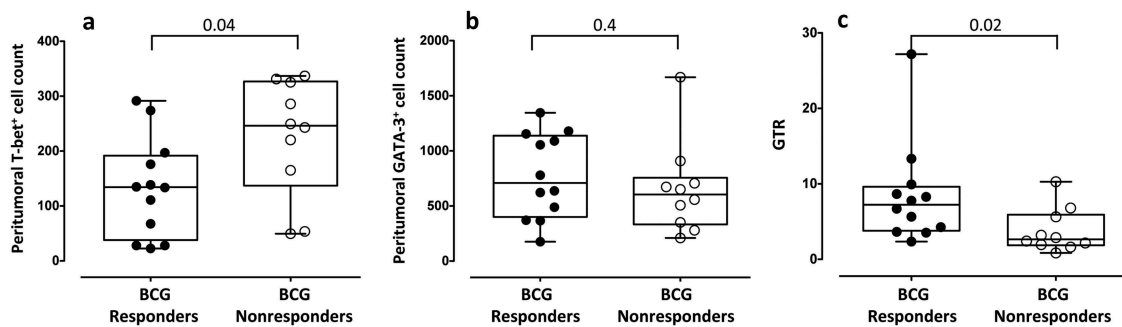 a
0.04
Peritumoral T-bet⁺ cell count
400
300
200
100
0
BCG
Responders
BCG
Nonresponders
b
0.4
Peritumoral GATA-3⁺ cell count
2000
1500
1000
500
0
BCG
Responders
BCG
Nonresponders
c
0.02
GTR
30
20
10
0
BCG
Responders
BCG
Nonresponders